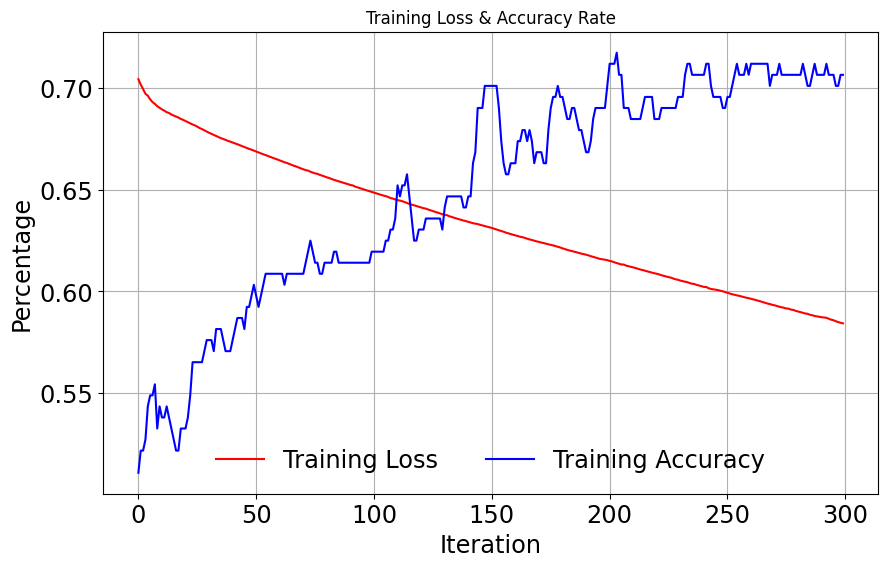 Training Loss & Accuracy Rate
0.70
0.65
0.60
0.55
Percentage
Training Loss Training Accuracy
0 50 100 150 200 250 300
Iteration